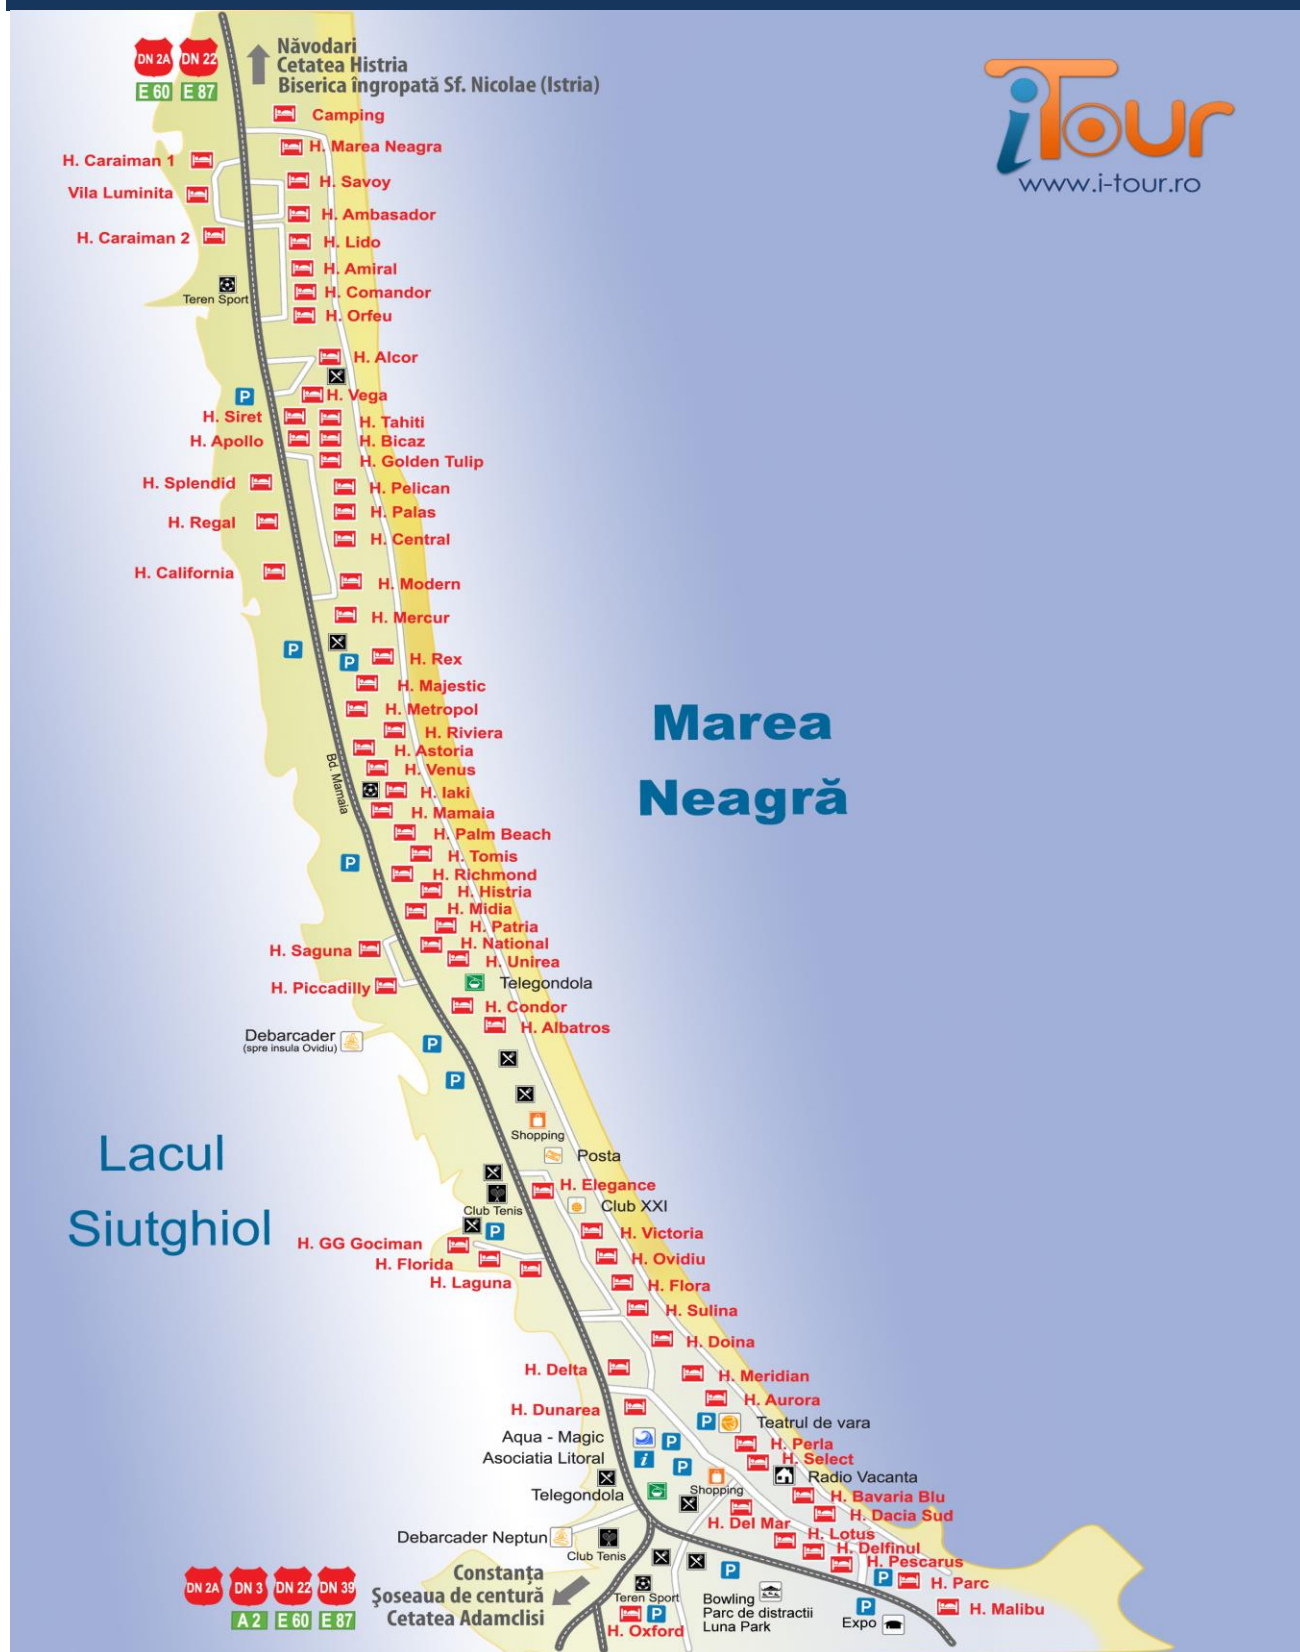 DN 2A DN 22
E 60 E 87
Năvodari
Cetatea Histria
Biserica îngropată Sf. Nicolae (Istria)
iTour
www.i-tour.ro
Camping
H. Marea Neagra
H. Caraiman 1
H. Savoy
Vila Luminita
H. Ambasador
H. Caraiman 2
H. Lido
H. Amiral
H. Comandor
Teren Sport
H. Orfeu
H. Alcor
P
H. Vega
H. Siret
H. Tahiti
H. Apollo
H. Bicaz
H. Golden Tulip
H. Splendid
H. Pelican
H. Palas
H. Regal
H. Central
H. California
H. Modern
H. Mercur
P
P
H. Rex
H. Majestic
H. Metropol
H. Riviera
H. Astoria
H. Venus
Bd. Mamaia
H. Iaki
H. Mamaia
H. Palm Beach
H. Tomis
P
H. Richmond
H. Histria
H. Midia
H. Patria
H. National
H. Saguna
H. Unirea
Telegondola
H. Piccadilly
H. Condor
H. Albatros
Debarcader
(spre insula Ovidiu)
P
P
Marea
Neagră
Lacul
Siutghiol
Shopping
Posta
H. Elegance
Club XXI
Club Tenis
P
H. Victoria
H. GG Gociman
H. Ovidiu
H. Florida
H. Laguna
H. Flora
H. Sulina
H. Doina
H. Delta
H. Meridian
H. Aurora
H. Dunarea
P
Teatrul de vara
Aqua - Magic
P
H. Perla
Asociatia Litoral
i
P
H. Select
Radio Vacanta
Shopping
Telegondola
H. Bavaria Blu
H. Dacia Sud
H. Del Mar
H. Lotus
Debarcader Neptun
H. Delfinul
Club Tenis
H. Pescarus
P
P
H. Parc
DN 2A DN 3 DN 22 DN 39
A 2 E 60 E 87
Constanța
Şoseaua de centură
Cetatea Adamclisi
Teren Sport
P
H. Oxford
Bowling
Parc de distractii
Luna Park
P
Expo
H. Malibu